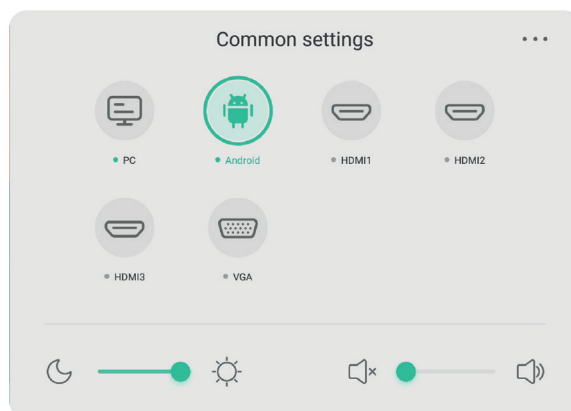 Common settings
PC
Android
HDMI1
HDMI2
HDMI3
VGA